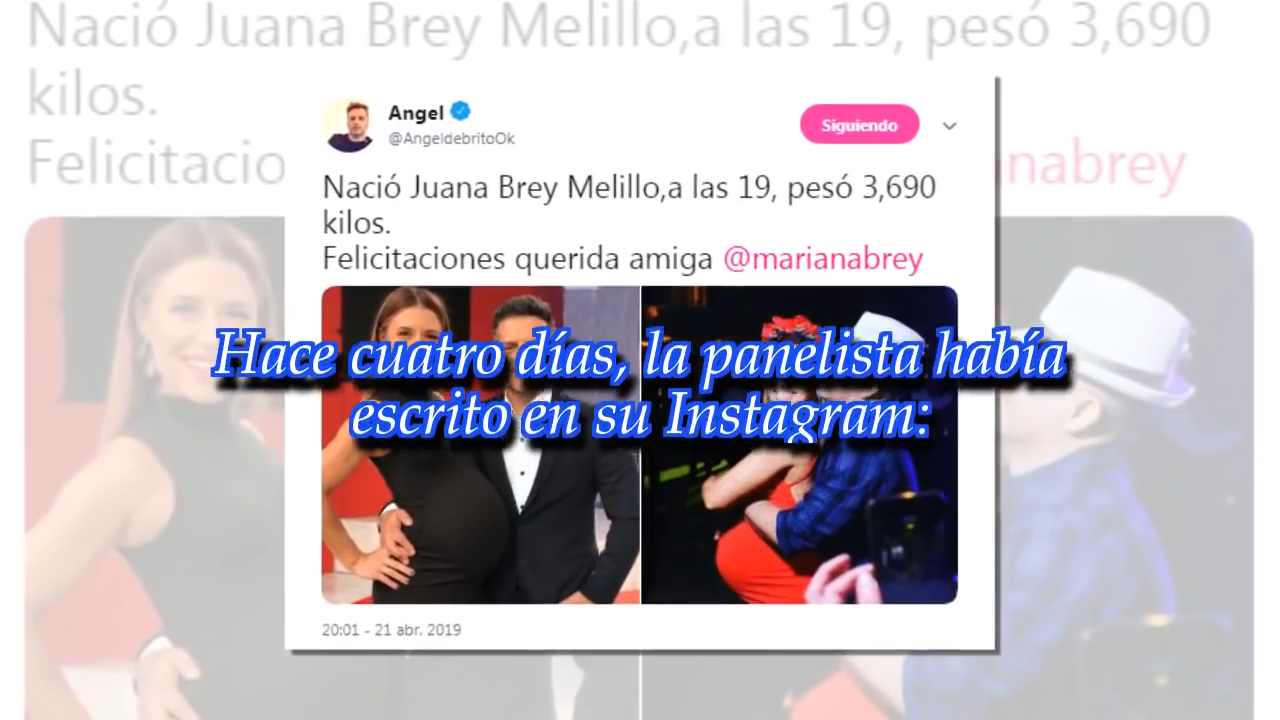 Nació Juana Brey Melillo,a las 19, pesó 3,690
kilos.
Felicitacio
nabrey
Angel
@AngeldebritoOk
Siguiendo
Nació Juana Brey Melillo,a las 19, pesó 3,690
kilos.
Felicitaciones querida amiga @marianabrey
Hace cuatro días, la panelista había
escrito en su Instagram:
20:01 - 21 abr. 2019